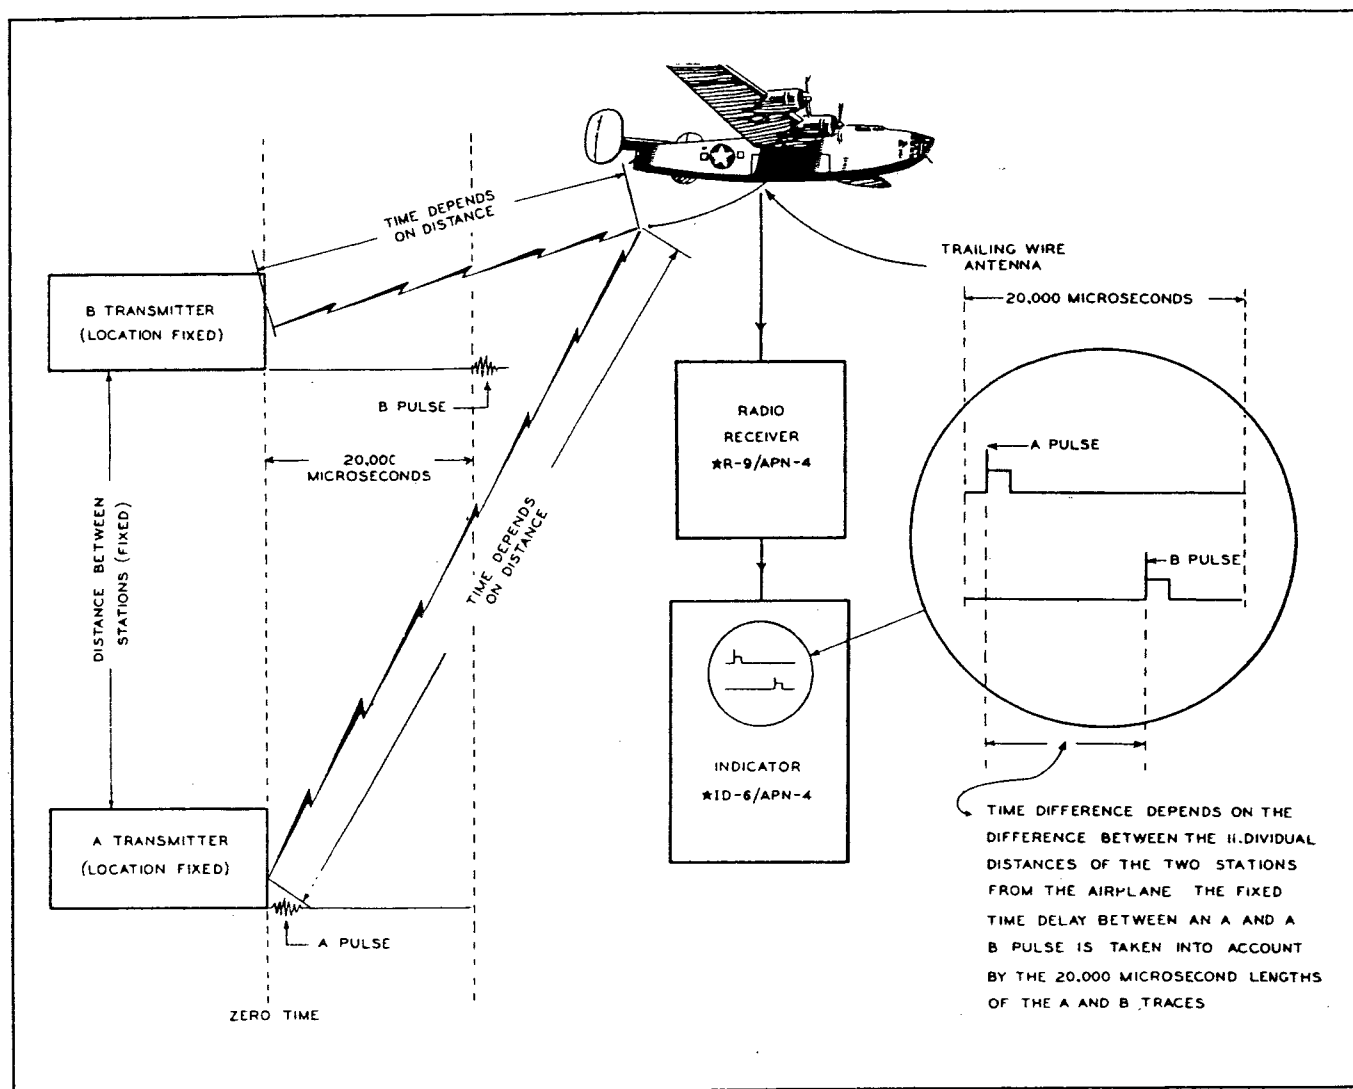 TIME DEPENDS
ON DISTANCE
TRAILING WIRE
ANTENNA
B TRANSMITTER
(LOCATION FIXED)
B PULSE
20,000
MICROSECONDS
DISTANCE BETWEEN
STATIONS (FIXED)
TIME DEPENDS
ON DISTANCE
A TRANSMITTER
(LOCATION FIXED)
A PULSE
ZERO TIME
RADIO
RECEIVER
★R-9/APN-4
INDICATOR
★ID-6/APN-4
20,000 MICROSECONDS
A PULSE
B PULSE
TIME DIFFERENCE DEPENDS ON THE
DIFFERENCE BETWEEN THE INDIVIDUAL
DISTANCES OF THE TWO STATIONS
FROM THE AIRPLANE THE FIXED
TIME DELAY BETWEEN AN A AND A
B PULSE IS TAKEN INTO ACCOUNT
BY THE 20,000 MICROSECOND LENGTHS
OF THE A AND B TRACES